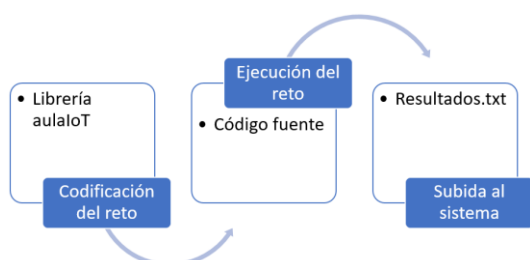 • Librería
aulaIoT
Codificación
del reto
Ejecución del
reto
• Código fuente
• Resultados.txt
Subida al
sistema